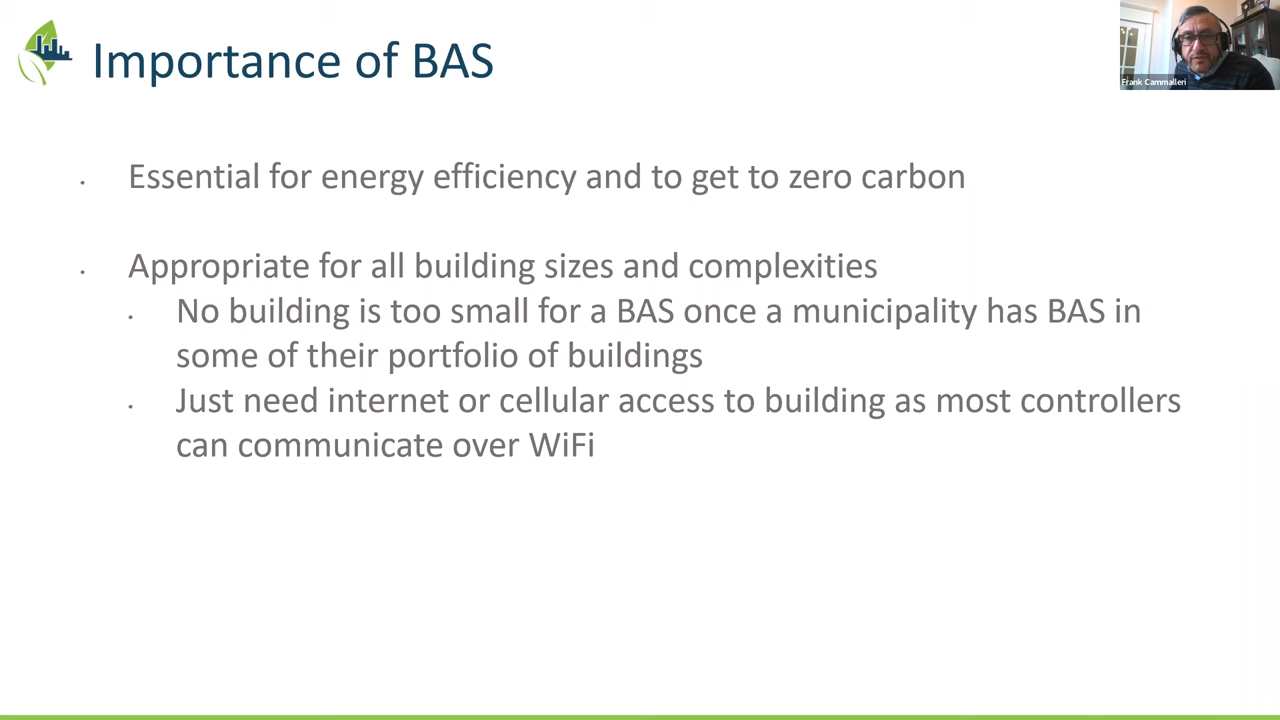 Importance of BAS
Frank Cammalleri
· Essential for energy efficiency and to get to zero carbon
· Appropriate for all building sizes and complexities
· No building is too small for a BAS once a municipality has BAS in
some of their portfolio of buildings
· Just need internet or cellular access to building as most controllers
can communicate over WiFi